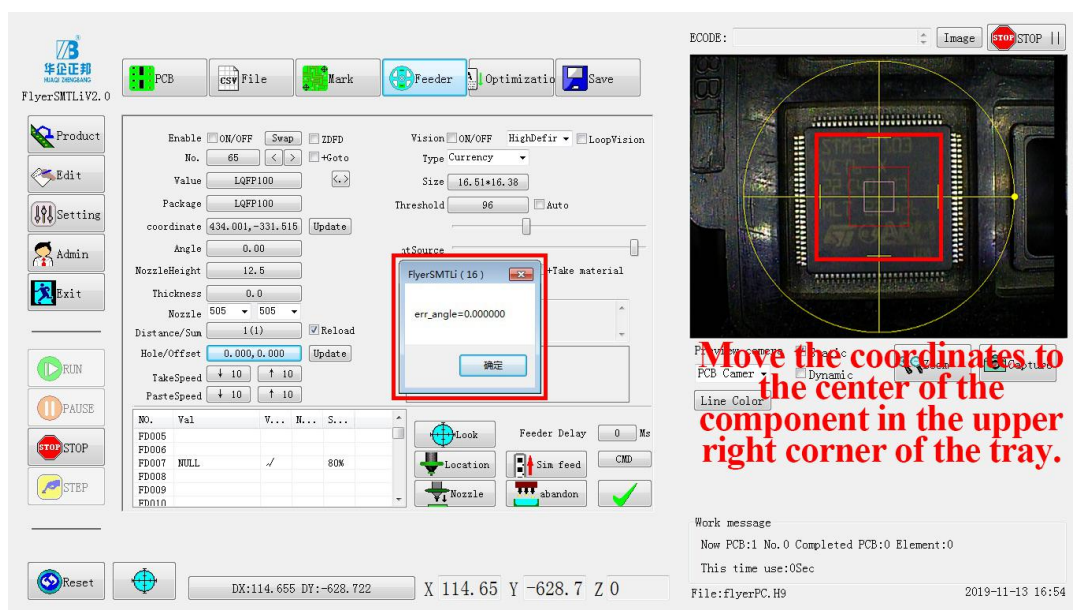 华企正邦
HUAQI ZHENGBANG
FlyerSMTLiV2.0
PCB
csv File
Mark
Feeder
Optimizatio
Save
ECODE:
Image
STOP STOP ||
Product
Edit
Setting
Admin
Exit
RUN
PAUSE
STOP STOP
STEP
Reset
Enable ON/OFF Swap ZDFD
No. 65 < > +Goto
Value LQFP100 <.>
Package LQFP100
coordinate 434.001,-331.515 Update
Angle 0.00
NozzleHeight 12.5
Thickness 0.0
Nozzle 505 505
Distance/Sum 1(1) Reload
Hole/Offset 0.000,0.000 Update
TakeSpeed ↓ 10 ↑ 10
PasteSpeed ↓ 10 ↑ 10
Vision ON/OFF HighDefir LoopVision
Type Currency
Size 16.51*16.38
Threshold 96 Auto
ntSource
+Take material
FlyerSMTLi (16)
err_angle=0.000000
确定
NO. Val V... N... S...
FD005
FD006
FD007 NULL √ 80%
FD008
FD009
FD010
Look
Feeder Delay 0 Ms
Location
Sim feed
CMD
Nozzle
abandon
Move the coordinates to
the center of the
component in the upper
right corner of the tray.
PCB Camer
Dynamic
Line Color
Work message
Now PCB:1 No.0 Completed PCB:0 Element:0
This time use:0Sec
DX:114.655 DY:-628.722
X 114.65 Y -628.7 Z 0
File:flyerPC.H9
2019-11-13 16:54